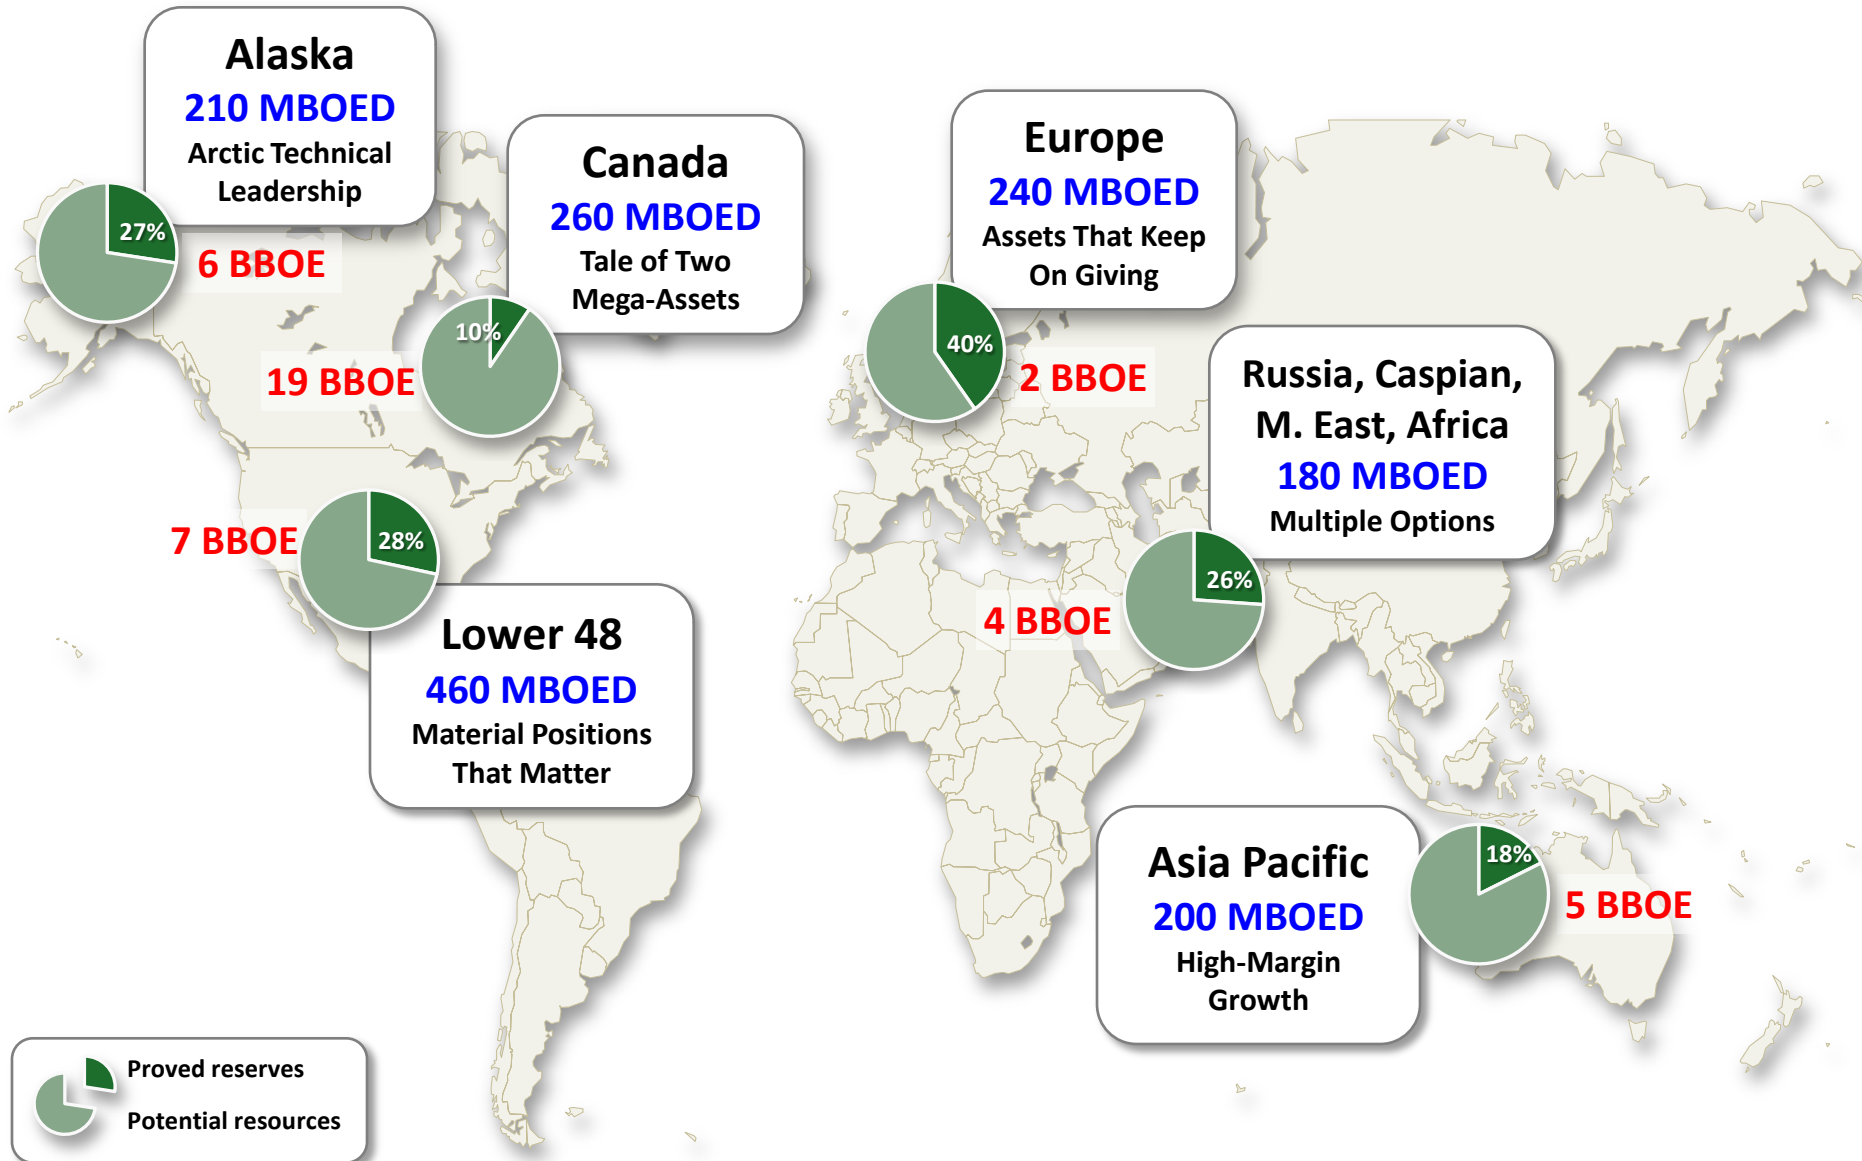 Alaska
210 MBOED
Arctic Technical
Leadership
27%
6 BBOE
Canada
260 MBOED
Tale of Two
Mega-Assets
10%
19 BBOE
7 BBOE
28%
Lower 48
460 MBOED
Material Positions
That Matter
Europe
240 MBOED
Assets That Keep
On Giving
40%
2 BBOE
Russia, Caspian,
M. East, Africa
180 MBOED
Multiple Options
26%
4 BBOE
Asia Pacific
200 MBOED
High-Margin
Growth
18%
5 BBOE
Proved reserves
Potential resources